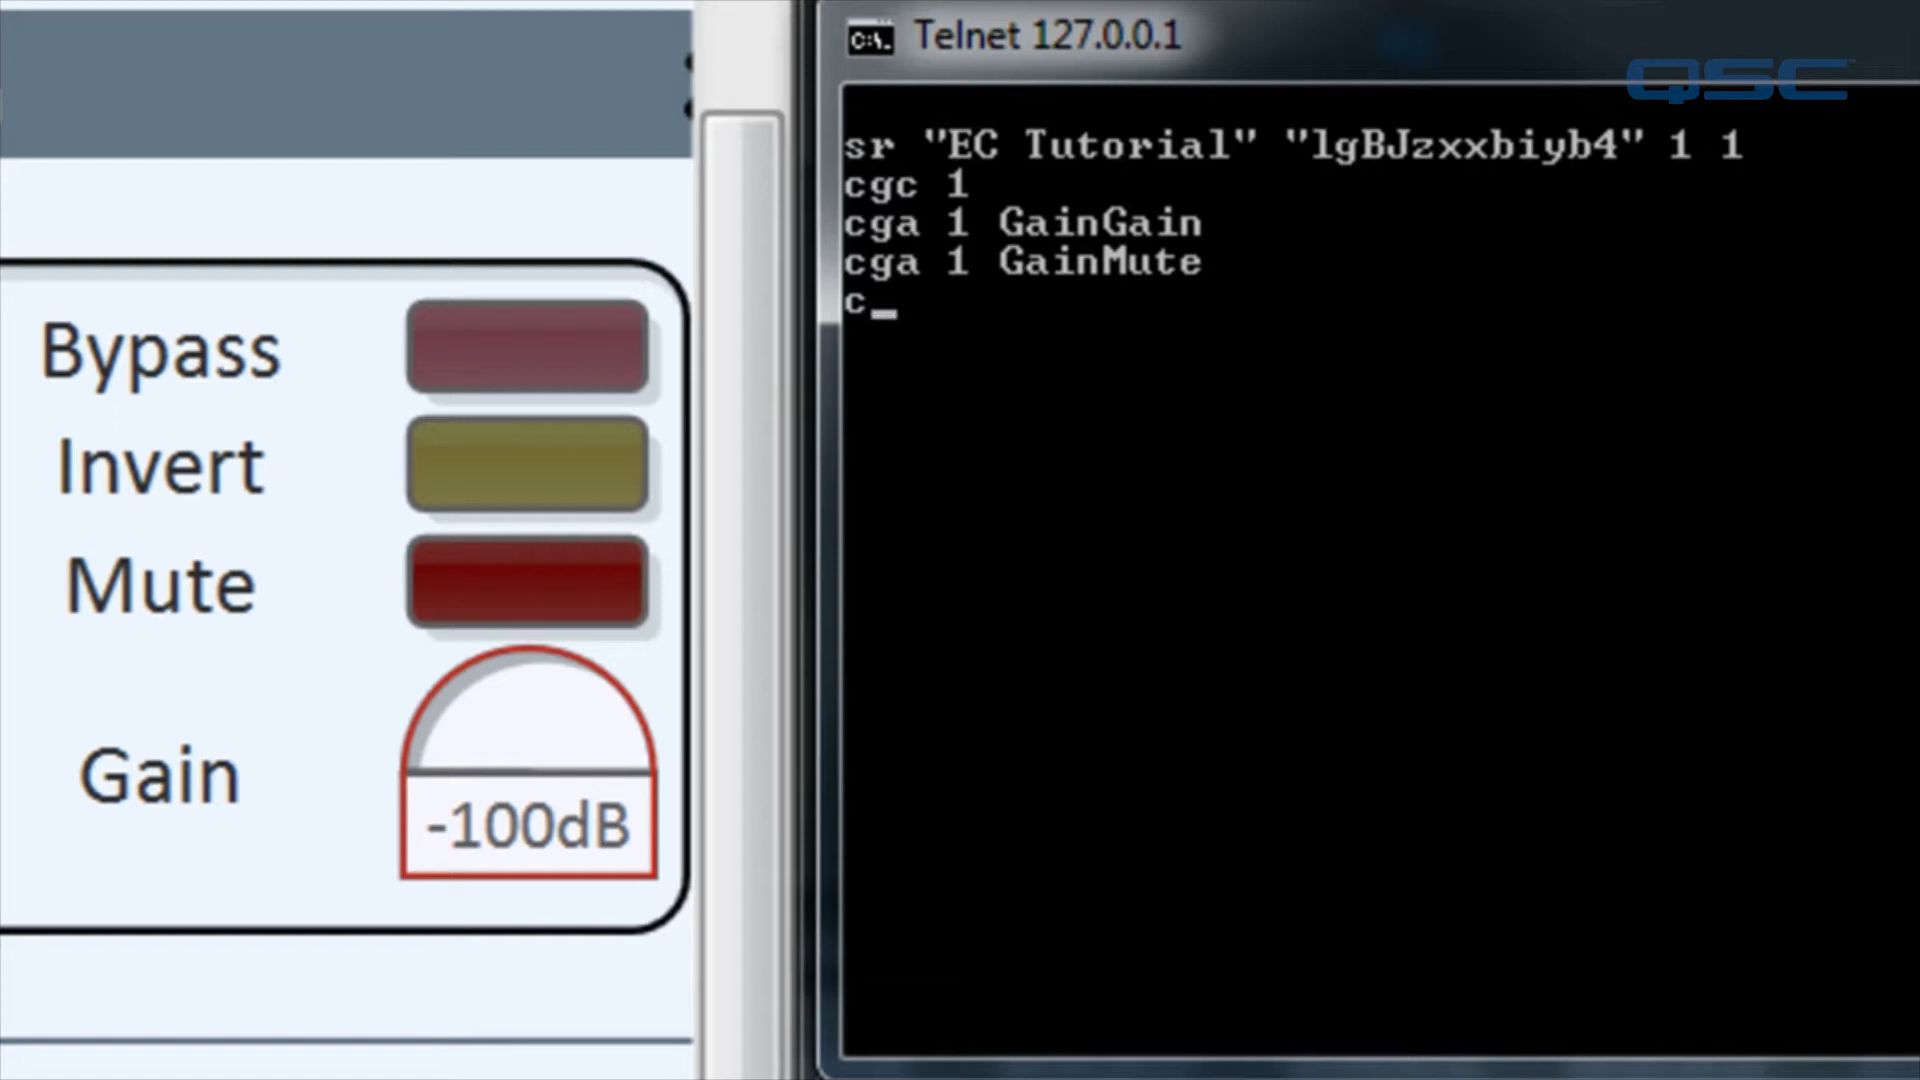 Bypass
Invert
Mute
Gain
-100dB
C:\.
Telnet 127.0.0.1
QSC
sr "EC Tutorial" "lgBJzxxbiyb4" 1 1
cgc 1
cga 1 GainGain
cga 1 GainMute
c_